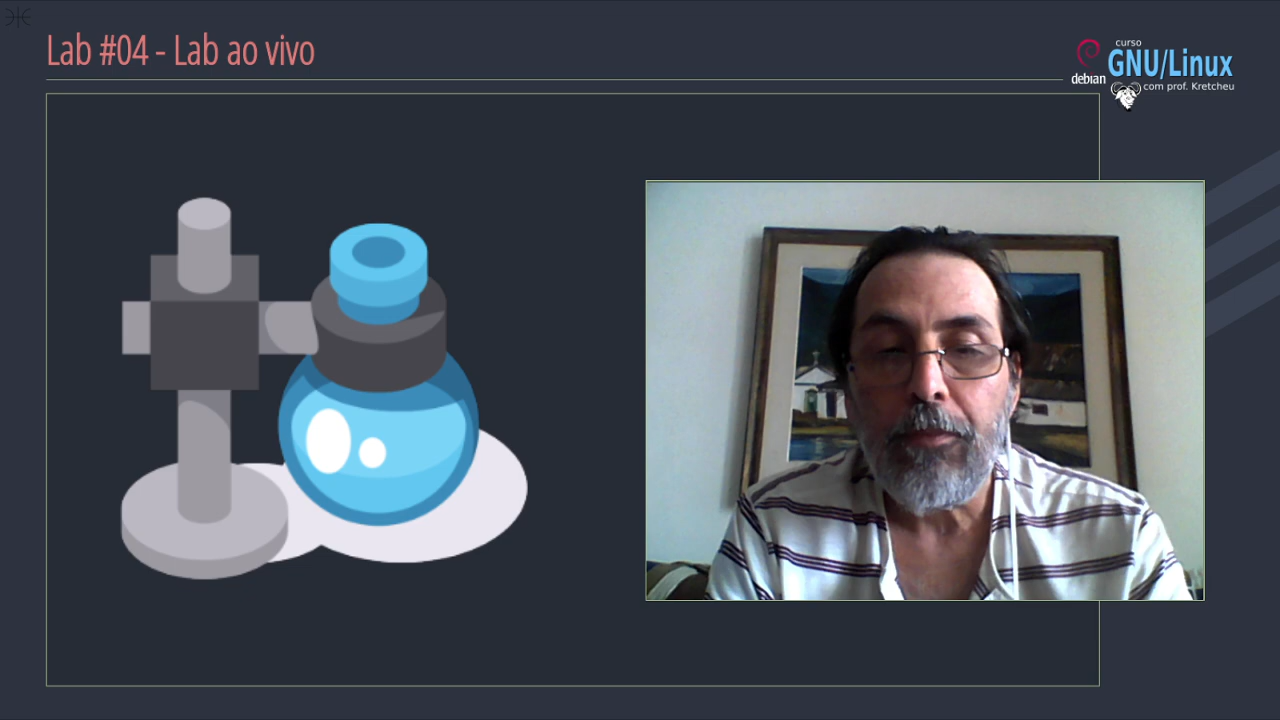 Lab #04 - Lab ao vivo
curso
GNU/Linux
debian
com prof. Kretcheu